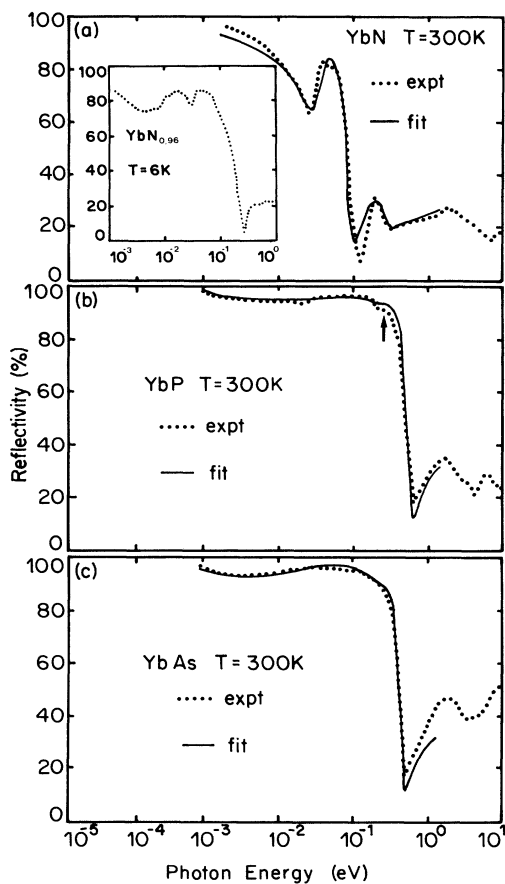 (a)
YbN T=300K
expt
fit
100
80
60
40
20
0
100
80
60
40
20
0
YbN0.96
T=6K
10-3
10-2
10-1
100
(b)
YbP T=300K
expt
fit
100
80
60
40
20
0
Reflectivity (%)
(c)
YbAs T=300K
expt
fit
100
80
60
40
20
0
10-5
10-4
10-3
10-2
10-1
100
101
Photon Energy (eV)